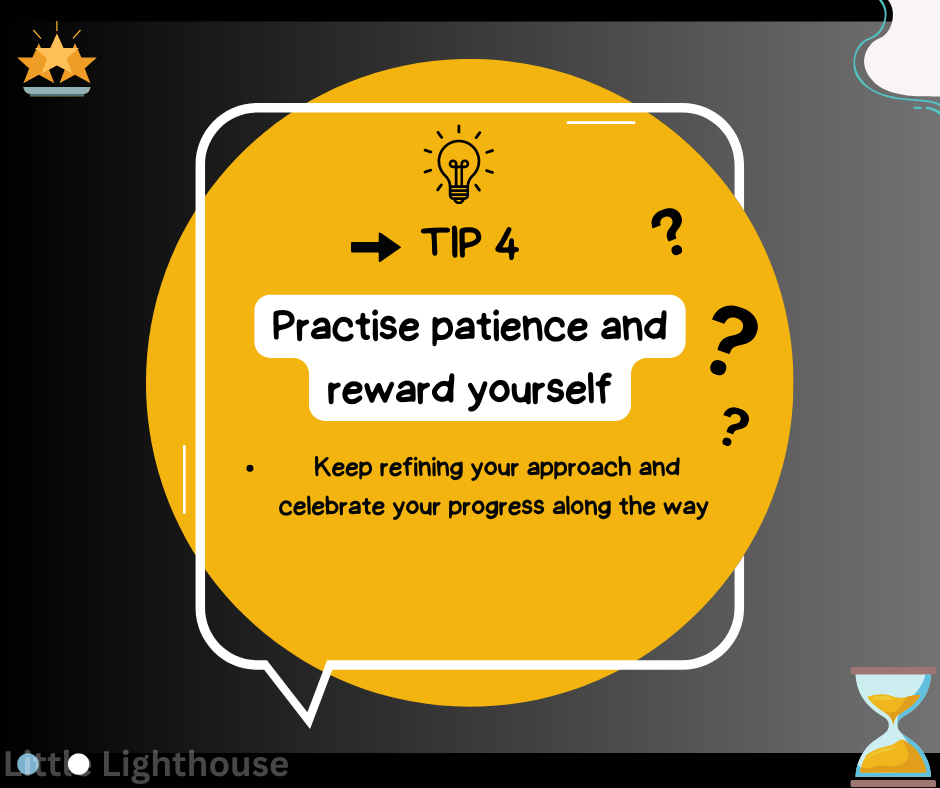 TIP 4
?
Practise patience and
?
reward yourself
?
• Keep refining your approach and
celebrate your progress along the way
Little Lighthouse